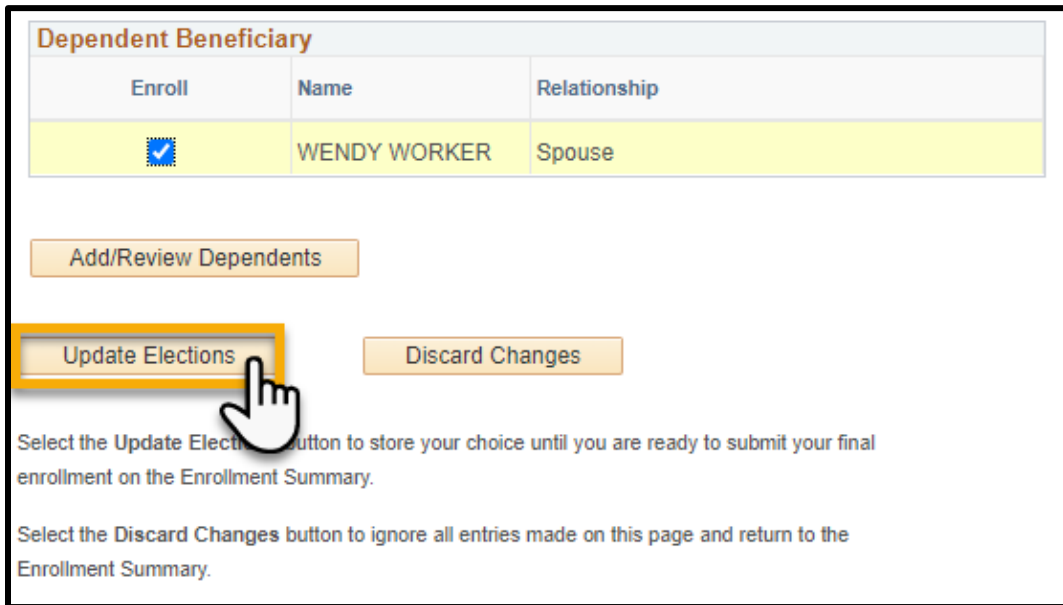 Dependent Beneficiary
Enroll Name Relationship
WENDY WORKER Spouse
Add/Review Dependents
Update Elections Discard Changes
Select the Update Electi utton to store your choice until you are ready to submit your final
enrollment on the Enrollment Summary.
Select the Discard Changes button to ignore all entries made on this page and return to the
Enrollment Summary.